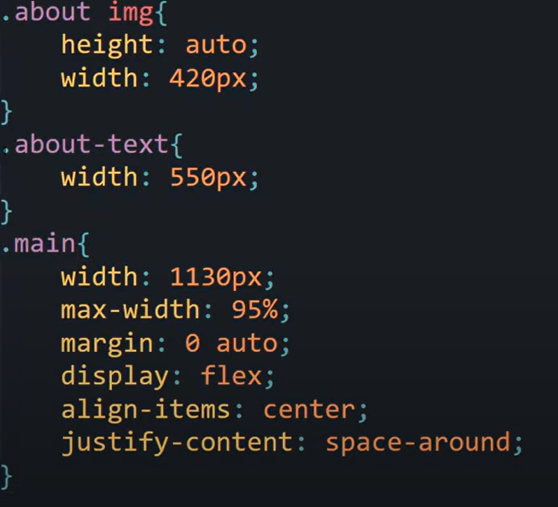 .about img{
    height: auto;
    width: 420px;
}
.about-text{
    width: 550px;
}
.main{
    width: 1130px;
    max-width: 95%;
    margin: 0 auto;
    display: flex;
    align-items: center;
    justify-content: space-around;
}